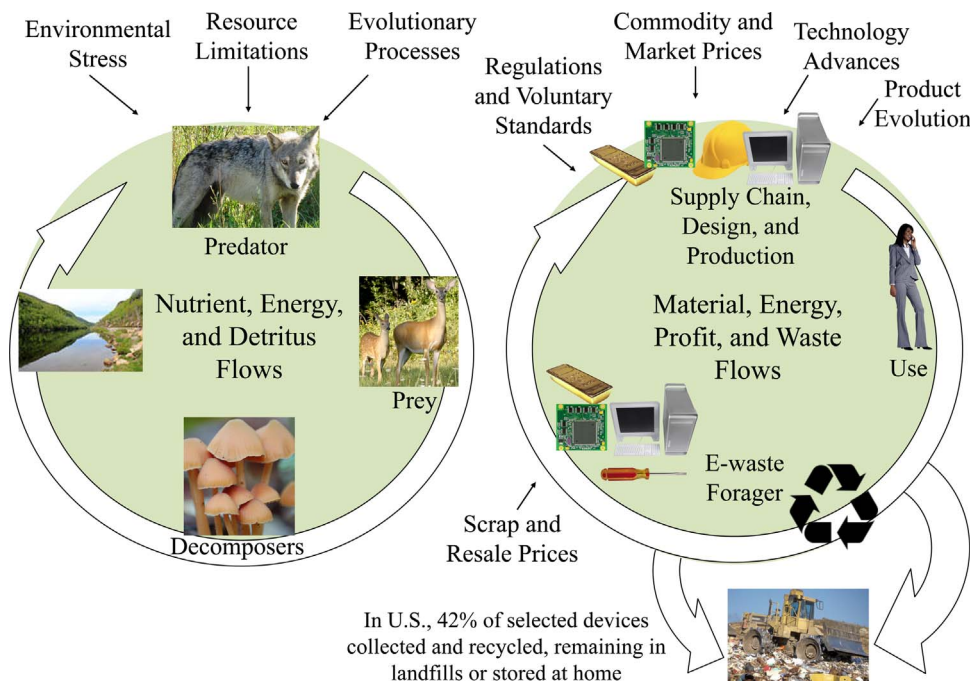 Environmental
Stress
Resource
Limitations
Evolutionary
Processes
Predator
Nutrient, Energy,
and Detritus
Flows
Prey
Decomposers
Regulations
and Voluntary
Standards
Commodity and
Market Prices
Technology
Advances
Product
Evolution
Supply Chain,
Design, and
Production
Material, Energy,
Profit, and Waste
Flows
Use
E-waste
Forager
Scrap and
Resale Prices
In U.S., 42% of selected devices
collected and recycled, remaining in
landfills or stored at home